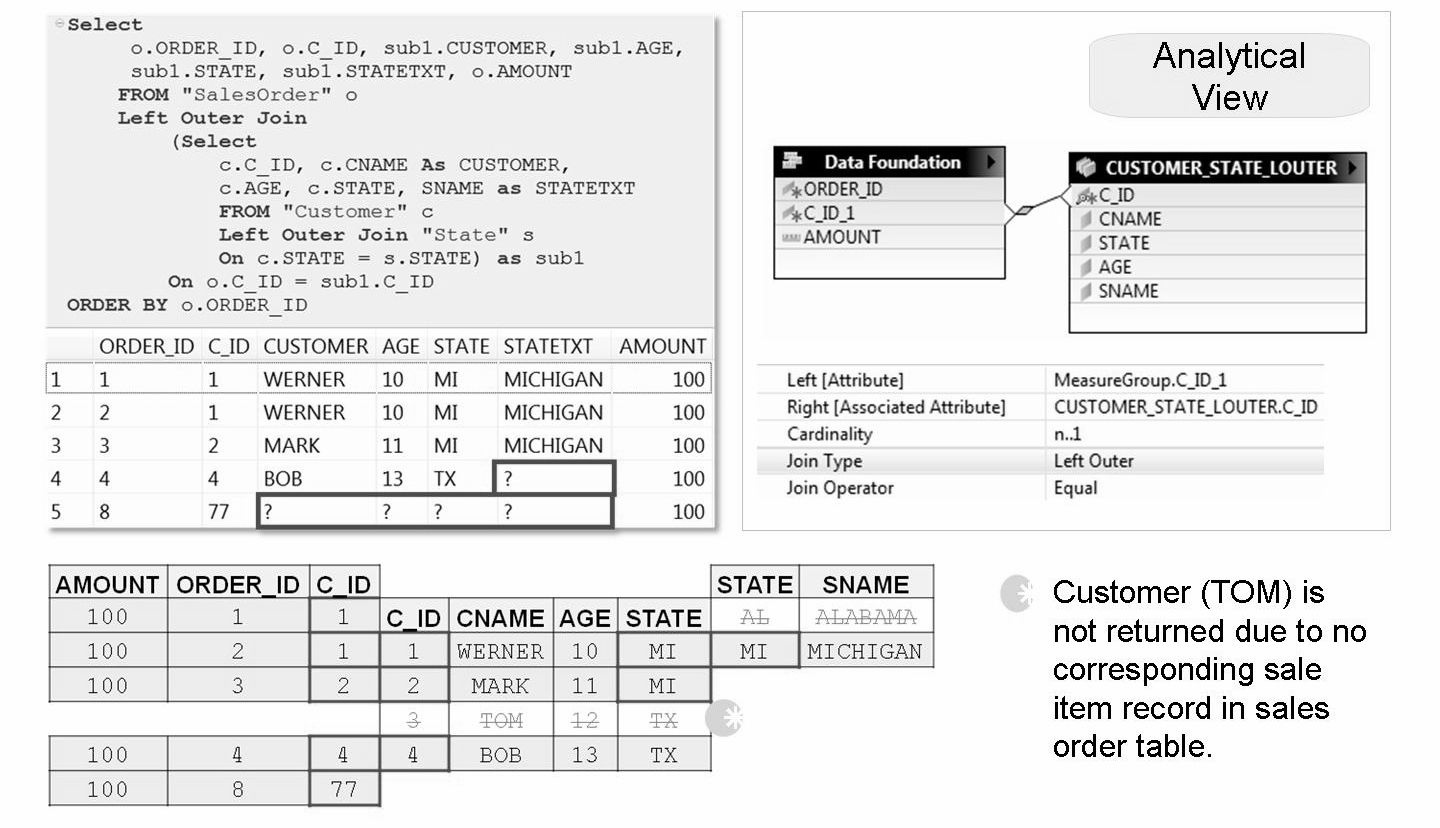 Select
o.ORDER_ID, o.C_ID, sub1.CUSTOMER, sub1.AGE,
sub1.STATE, sub1.STATETXT, o.AMOUNT
FROM "SalesOrder" o
Left Outer Join
(Select
c.C_ID, c.CNAME As CUSTOMER,
c.AGE, c.STATE, SNAME as STATETXT
FROM "Customer" c
Left Outer Join "State" s
On c.STATE = s.STATE) as sub1
On o.C_ID = sub1.C_ID
ORDER BY o.ORDER_ID
ORDER_ID C_ID CUSTOMER AGE STATE STATETXT AMOUNT
1 1 1 WERNER 10 MI MICHIGAN 100
2 2 1 WERNER 10 MI MICHIGAN 100
3 3 2 MARK 11 MI MICHIGAN 100
4 4 4 BOB 13 TX ? 100
5 8 77 ? ? ? ? 100
Analytical
View
Data Foundation
ORDER_ID
C_ID_1
AMOUNT
CUSTOMER_STATE_LOUTER
C_ID
CNAME
STATE
AGE
SNAME
Left [Attribute] MeasureGroup.C_ID_1
Right [Associated Attribute] CUSTOMER_STATE_LOUTER.C_ID
Cardinality n..1
Join Type Left Outer
Join Operator Equal
AMOUNT ORDER_ID C_ID STATE SNAME
100 1 1 C_ID CNAME AGE STATE AL ALABAMA
100 2 1 1 WERNER 10 MI MI MICHIGAN
100 3 2 2 MARK 11 MI
3 TOM 12 TX *
100 4 4 4 BOB 13 TX
100 8 77
* Customer (TOM) is
not returned due to no
corresponding sale
item record in sales
order table.